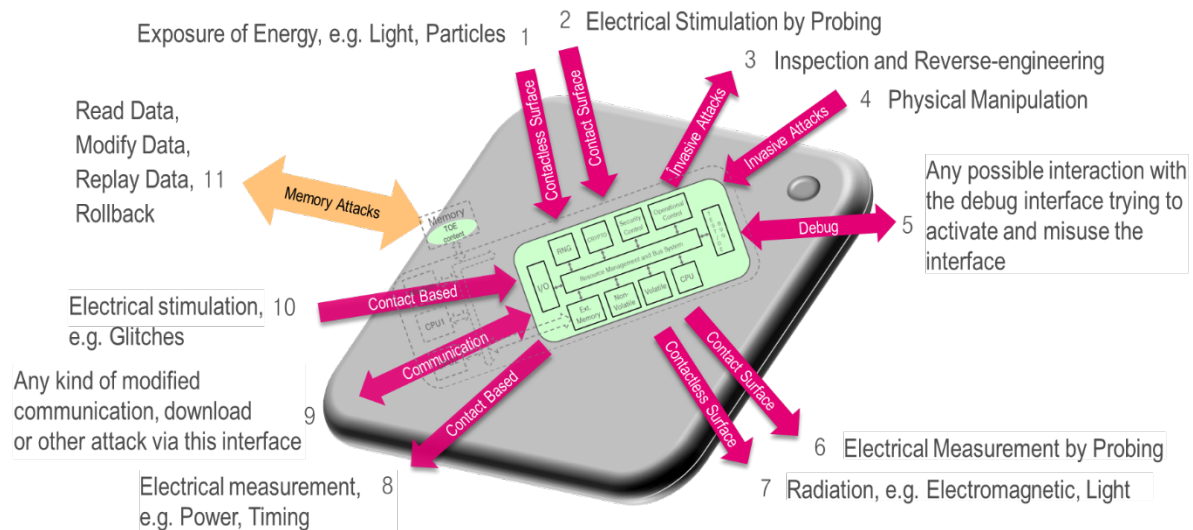 Exposure of Energy, e.g. Light, Particles 1
2 Electrical Stimulation by Probing
3 Inspection and Reverse-engineering
4 Physical Manipulation
Read Data,
Modify Data,
Replay Data, 11
Rollback
Memory Attacks
Contactless Surface
Contact Surface
Invasive Attacks
Invasive Attacks
Any possible interaction with
the debug interface trying to
activate and misuse the
interface
5
Debug
Memory
TOE
content
RNG
CRYPTO
Security
Control
Operational
Control
Resource Management and Bus System
I/O
Ext.
Memory
Non-
Volatile
Volatile
CPU
CPU1
Electrical stimulation, 10
e.g. Glitches
Contact Based
Communication
Contact Based
Any kind of modified
communication, download
or other attack via this interface
9
Contact Surface
Contactless Surface
Electrical measurement, 8
e.g. Power, Timing
6 Electrical Measurement by Probing
7 Radiation, e.g. Electromagnetic, Light